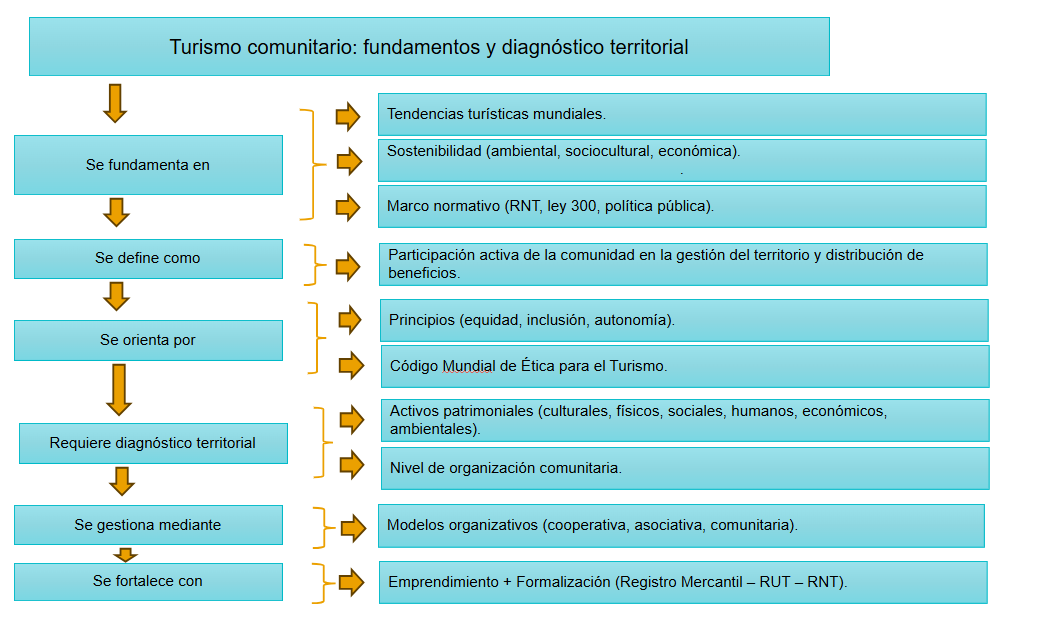 Turismo comunitario: fundamentos y diagnóstico territorial
Se fundamenta en
Tendencias turísticas mundiales.
Sostenibilidad (ambiental, sociocultural, económica).
.
Marco normativo (RNT, ley 300, política pública).
Se define como
Participación activa de la comunidad en la gestión del territorio y distribución de
beneficios.
Se orienta por
Principios (equidad, inclusión, autonomía).
Código Mundial de Ética para el Turismo.
Requiere diagnóstico territorial
Activos patrimoniales (culturales, físicos, sociales, humanos, económicos,
ambientales).
Nivel de organización comunitaria.
Se gestiona mediante
Modelos organizativos (cooperativa, asociativa, comunitaria).
Se fortalece con
Emprendimiento + Formalización (Registro Mercantil – RUT – RNT).